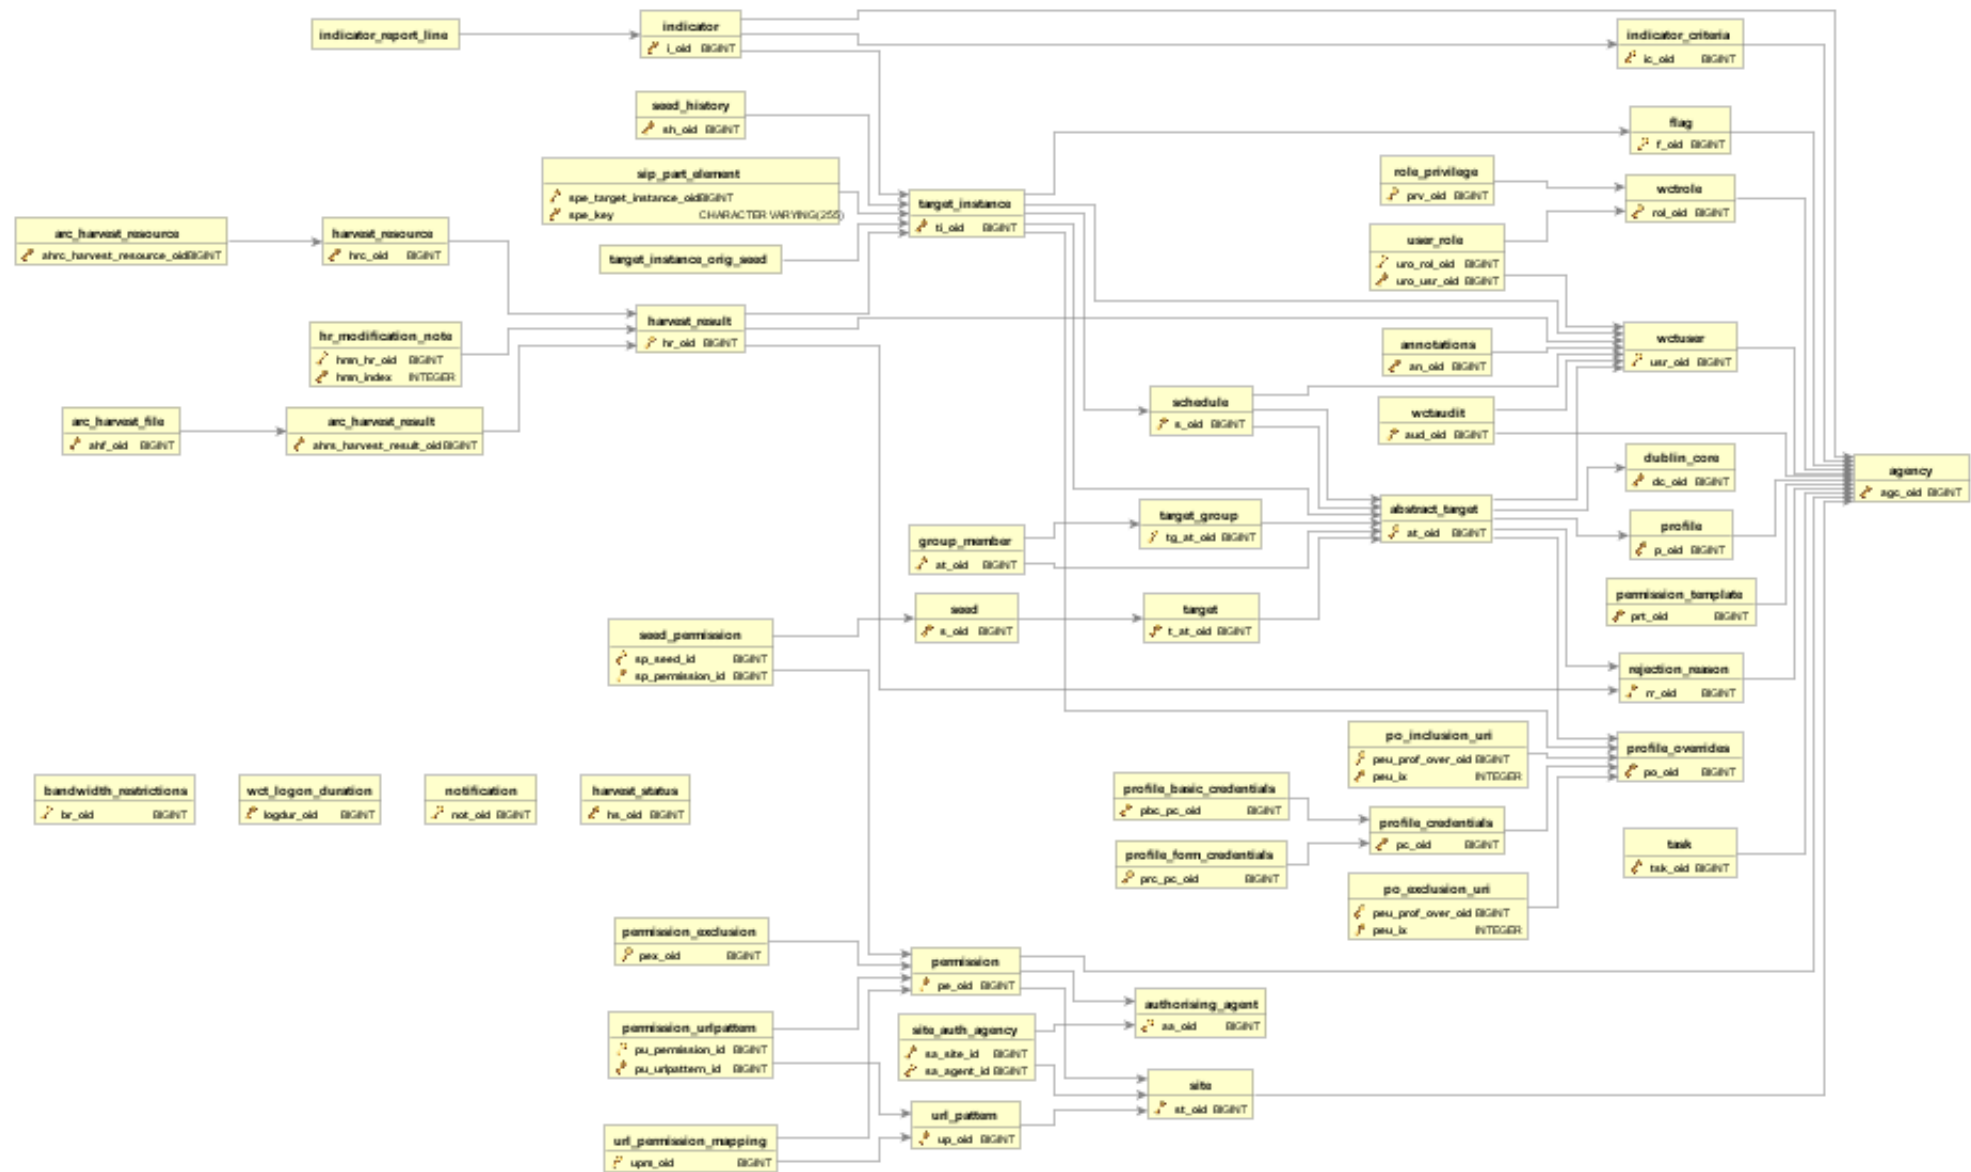 indicator_report_line
indicator
i_oid BIGINT
indicator_criteria
ic_oid BIGINT
seed_history
sh_oid BIGINT
flag
f_oid BIGINT
sip_part_element
spe_target_instance_oidBIGINT
spe_key CHARACTER VARYING(255)
role_privilege
prv_oid BIGINT
wctrole
rol_oid BIGINT
target_instance
ti_oid BIGINT
arc_harvest_resource
ahrc_harvest_resource_oidBIGINT
harvest_resource
hrc_oid BIGINT
target_instance_orig_seed
user_role
uro_rol_oid BIGINT
uro_usr_oid BIGINT
harvest_result
hr_oid BIGINT
hr_modification_note
hmn_hr_oid BIGINT
hmn_index INTEGER
annotations
an_oid BIGINT
wctuser
usr_oid BIGINT
arc_harvest_file
ahf_oid BIGINT
arc_harvest_result
ahrs_harvest_result_oidBIGINT
schedule
s_oid BIGINT
wctaudit
aud_oid BIGINT
dublin_core
dc_oid BIGINT
agency
agc_oid BIGINT
group_member
at_oid BIGINT
target_group
tg_at_oid BIGINT
abstract_target
at_oid BIGINT
profile
p_oid BIGINT
permission_template
prt_oid BIGINT
seed_permission
sp_seed_id BIGINT
sp_permission_id BIGINT
seed
s_oid BIGINT
target
t_at_oid BIGINT
rejection_reason
rr_oid BIGINT
po_inclusion_uri
peu_prof_over_oid BIGINT
peu_ix INTEGER
profile_overrides
po_oid BIGINT
bandwidth_restrictions
br_oid BIGINT
wct_logon_duration
logdur_oid BIGINT
notification
not_oid BIGINT
harvest_status
hs_oid BIGINT
profile_basic_credentials
pbc_pc_oid BIGINT
profile_credentials
pc_oid BIGINT
profile_form_credentials
prc_pc_oid BIGINT
task
tsk_oid BIGINT
po_exclusion_uri
peu_prof_over_oid BIGINT
peu_ix INTEGER
permission_exclusion
pex_oid BIGINT
permission
pe_oid BIGINT
authorising_agent
aa_oid BIGINT
permission_urlpattern
pu_permission_id BIGINT
pu_urlpattern_id BIGINT
site_auth_agency
sa_site_id BIGINT
sa_agent_id BIGINT
site
st_oid BIGINT
url_pattern
up_oid BIGINT
url_permission_mapping
upm_oid BIGINT